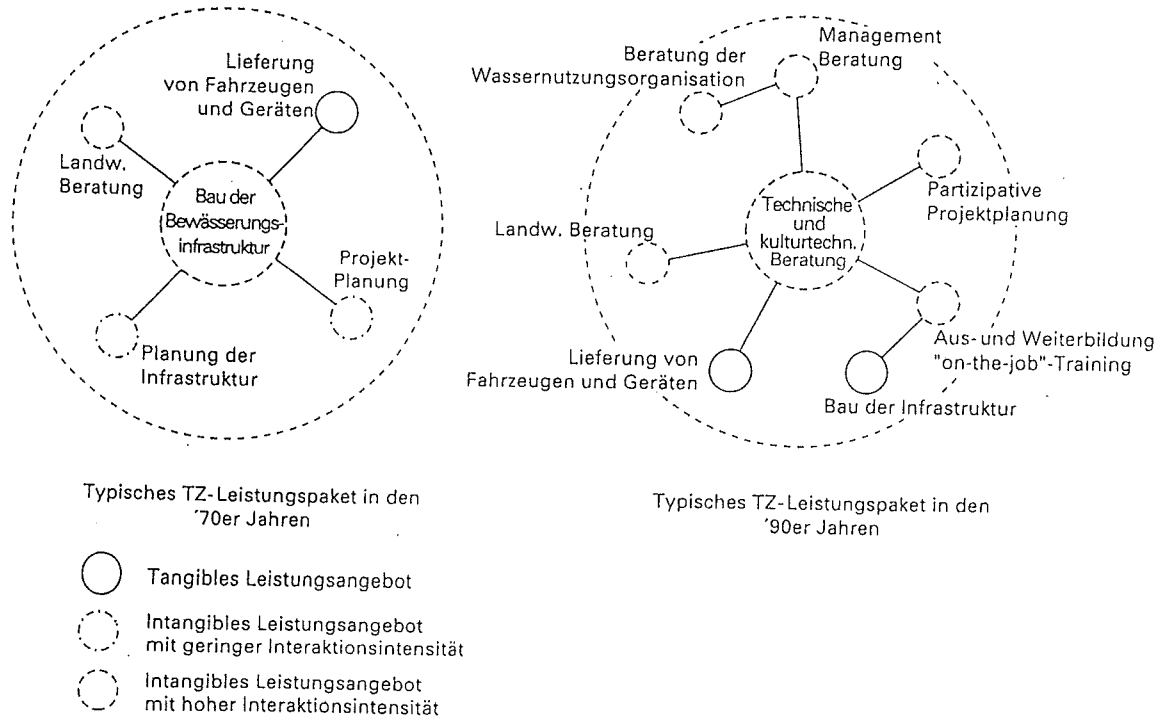 Lieferung
von Fahrzeugen
und Geräten
Landw.
Beratung
Bau der
Bewässerungs-
infrastruktur
Projekt-
Planung
Planung der
Infrastruktur
Typisches TZ-Leistungspaket in den
'70er Jahren
Management
Beratung
Beratung der
Wassernutzungsorganisation
Partizipative
Projektplanung
Technische
und
kulturtechn.
Beratung
Landw. Beratung
Aus- und Weiterbildung
"on-the-job"-Training
Lieferung von
Fahrzeugen und Geräten
Bau der Infrastruktur
Typisches TZ-Leistungspaket in den
'90er Jahren
Tangibles Leistungsangebot
Intangibles Leistungsangebot
mit geringer Interaktionsintensität
Intangibles Leistungsangebot
mit hoher Interaktionsintensität